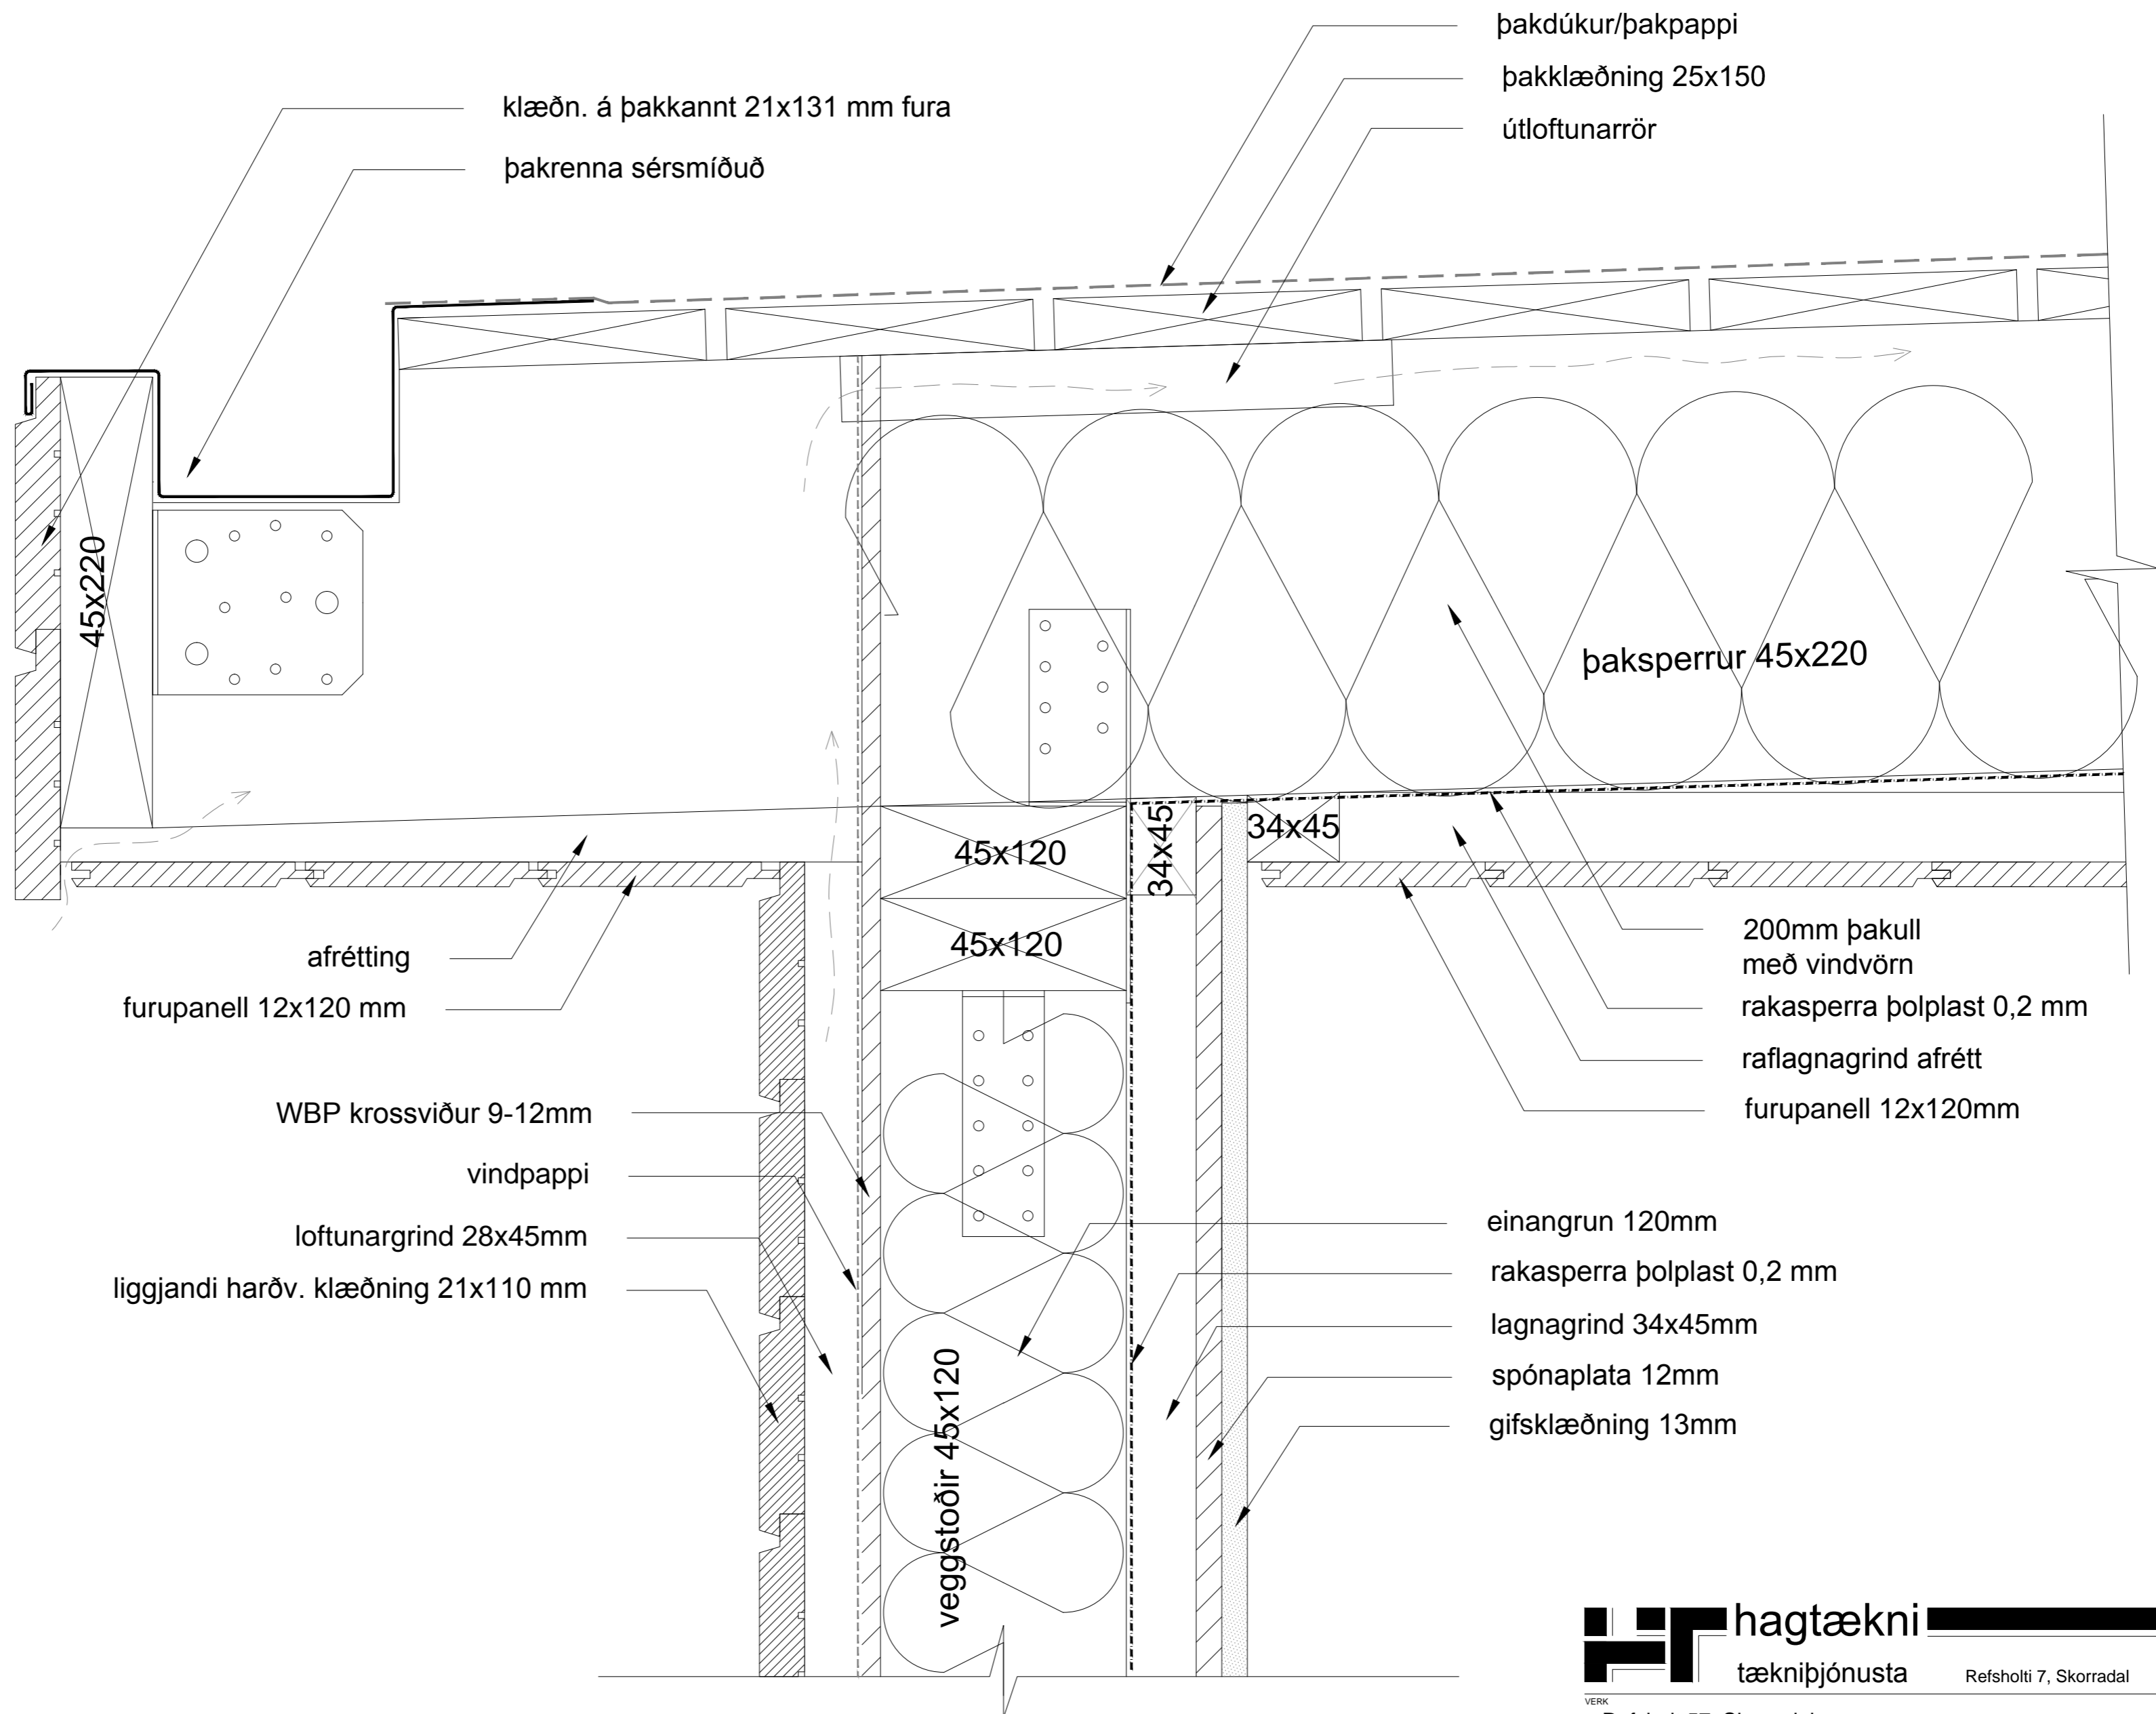 þakdúkur/þakpappi
þakklæðning 25x150
útloftunarrör
klæðn. á þakkannt 21x131 mm fura
þakrenna sérsmíðuð
45x220
þaksperrur 45x220
45x120
34x45
34x45
45x120
afrétting
furupanell 12x120 mm
200mm þakull
með vindvörn
rakasperra þolplast 0,2 mm
raflagnagrind afrétt
furupanell 12x120mm
WBP krossviður 9-12mm
vindpappi
loftunargrind 28x45mm
liggjandi harðv. klæðning 21x110 mm
veggstoðir 45x120
einangrun 120mm
rakasperra þolplast 0,2 mm
lagnagrind 34x45mm
spónaplata 12mm
gifsklæðning 13mm
hagtækni
tækniþjónusta
Refsholti 7, Skorradal
VERK